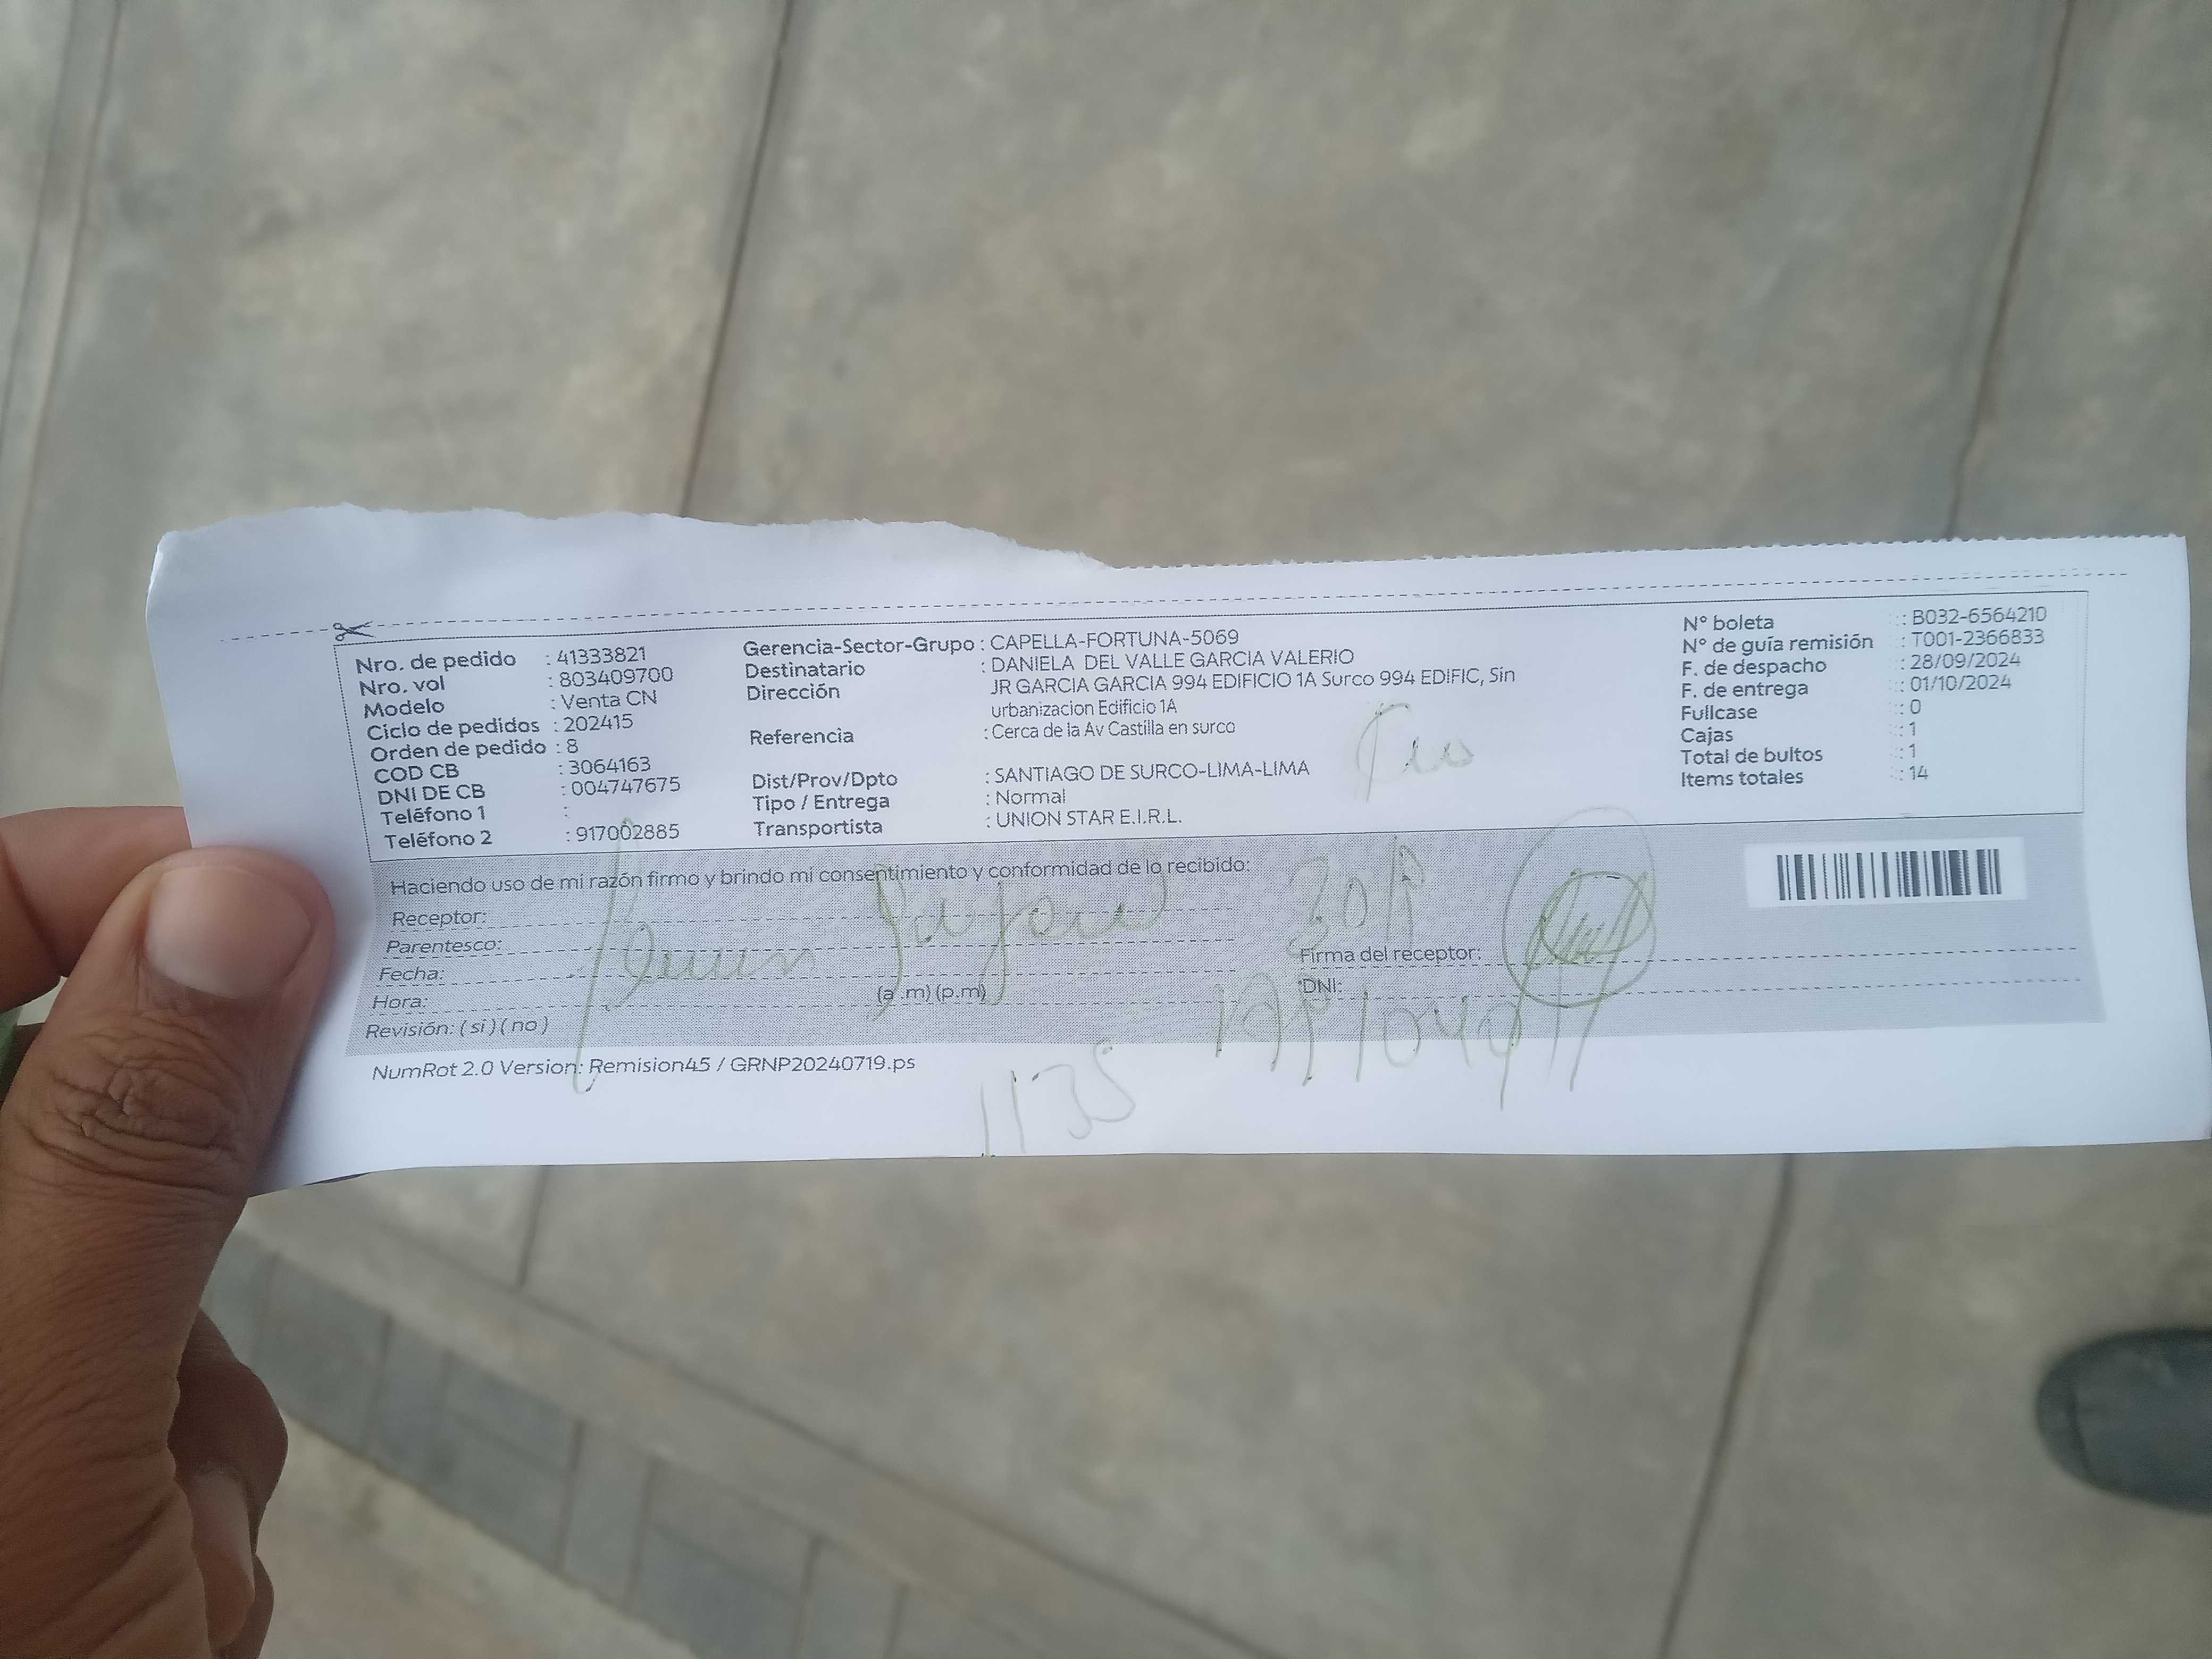 Nro. de pedido : 41333821
Nro. vol : 803409700
Modelo : Venta CN
Ciclo de pedidos : 202415
Orden de pedido : 8
COD CB : 3064163
DNI DE CB : 004747675
Teléfono 1 :
Teléfono 2 : 917002885
Gerencia-Sector-Grupo : CAPELLA-FORTUNA-5069
Destinatario : DANIELA DEL VALLE GARCIA VALERIO
Dirección JR GARCIA GARCIA 994 EDIFICIO 1A Surco 994 EDIFIC, Sin
urbanizacion Edificio 1A
Referencia : Cerca de la Av Castilla en surco
Dist/Prov/Dpto : SANTIAGO DE SURCO-LIMA-LIMA
Tipo / Entrega : Normal
Transportista : UNION STAR E.I.R.L.
N° boleta : B032-6564210
N° de guía remisión : T001-2366833
F. de despacho : 28/09/2024
F. de entrega : 01/10/2024
Fullcase : 0
Cajas : 1
Total de bultos : 1
Items totales : 14
Haciendo uso de mi razón firmo y brindo mi consentimiento y conformidad de lo recibido:
Receptor:
Parentesco:
Fecha:
Hora: (a .m) (p.m)
Revisión: ( si ) ( no )
Firma del receptor:
DNI:
NumRot 2.0 Version: Remision45 / GRNP20240719.ps
1135